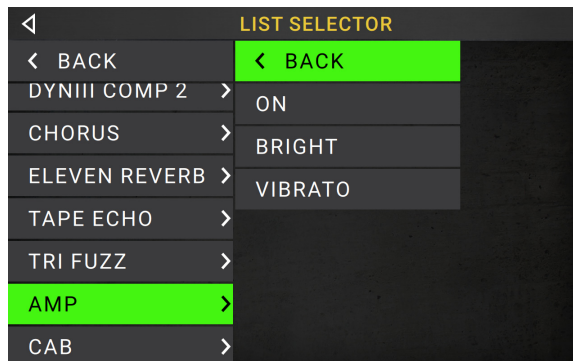 LIST SELECTOR
BACK
DYNIII COMP 2
CHORUS
ELEVEN REVERB
TAPE ECHO
TRI FUZZ
AMP
CAB
BACK
ON
BRIGHT
VIBRATO